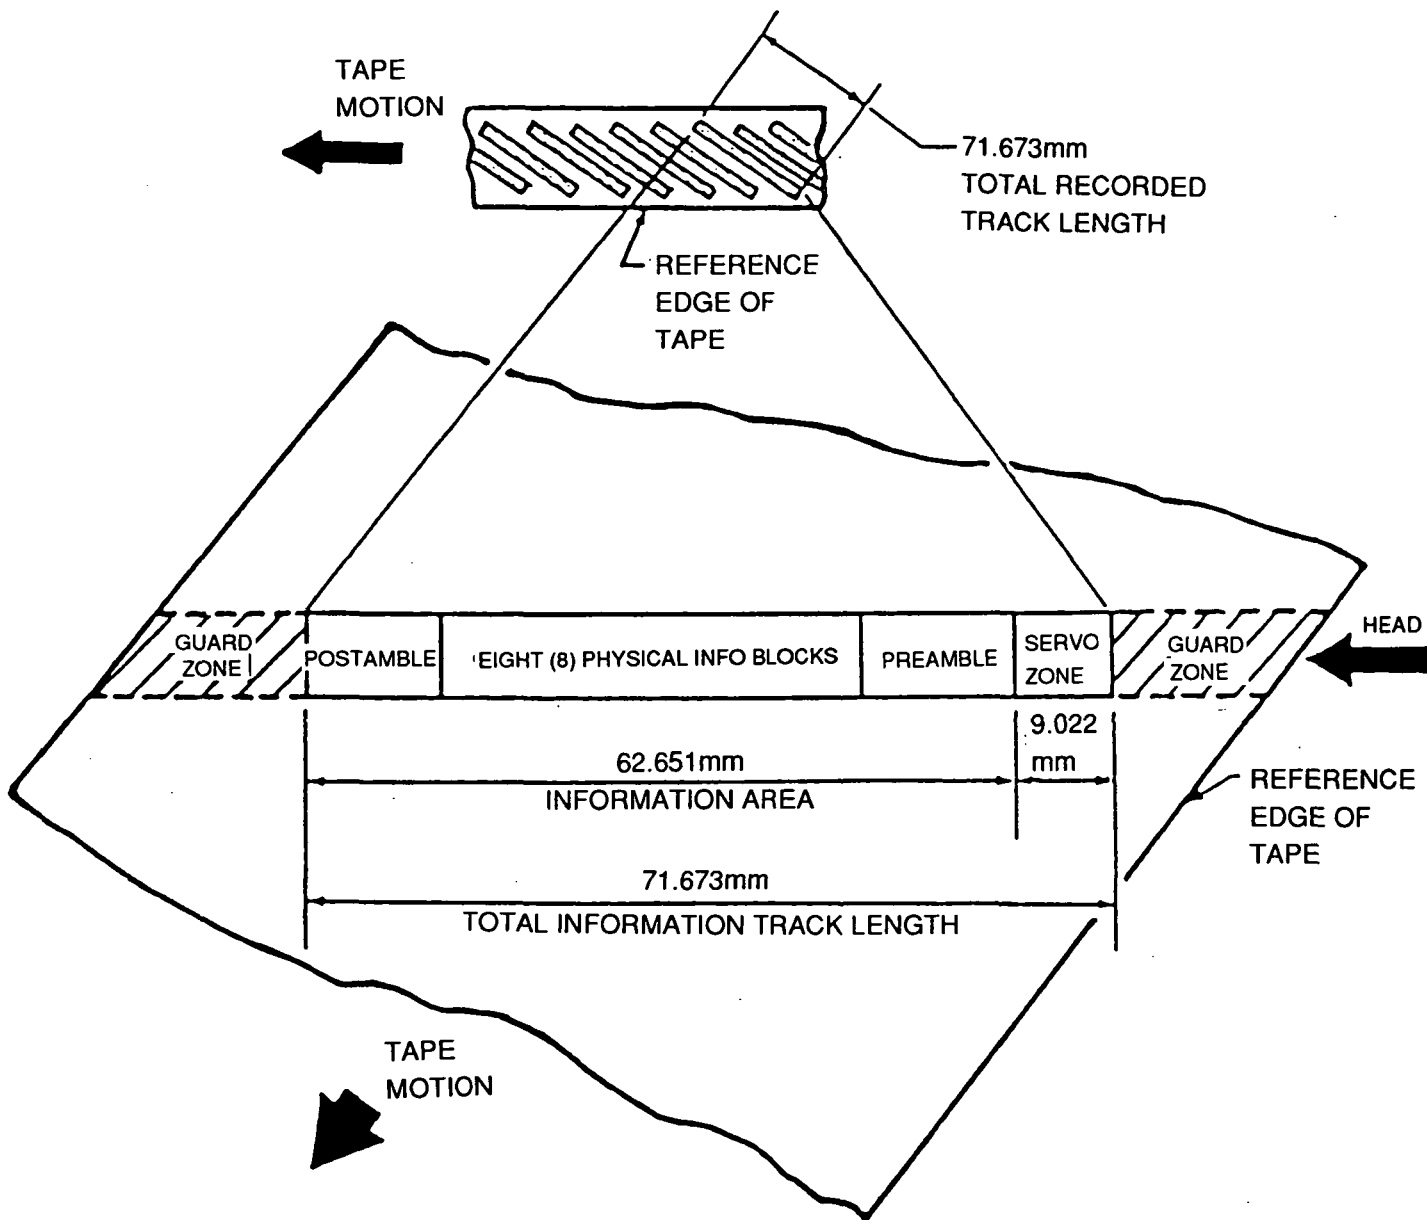 TAPE
MOTION
71.673mm
TOTAL RECORDED
TRACK LENGTH
REFERENCE
EDGE OF
TAPE
GUARD
ZONE
POSTAMBLE
EIGHT (8) PHYSICAL INFO BLOCKS
PREAMBLE
SERVO
ZONE
GUARD
ZONE
HEAD
9.022
mm
62.651mm
INFORMATION AREA
REFERENCE
EDGE OF
TAPE
71.673mm
TOTAL INFORMATION TRACK LENGTH
TAPE
MOTION